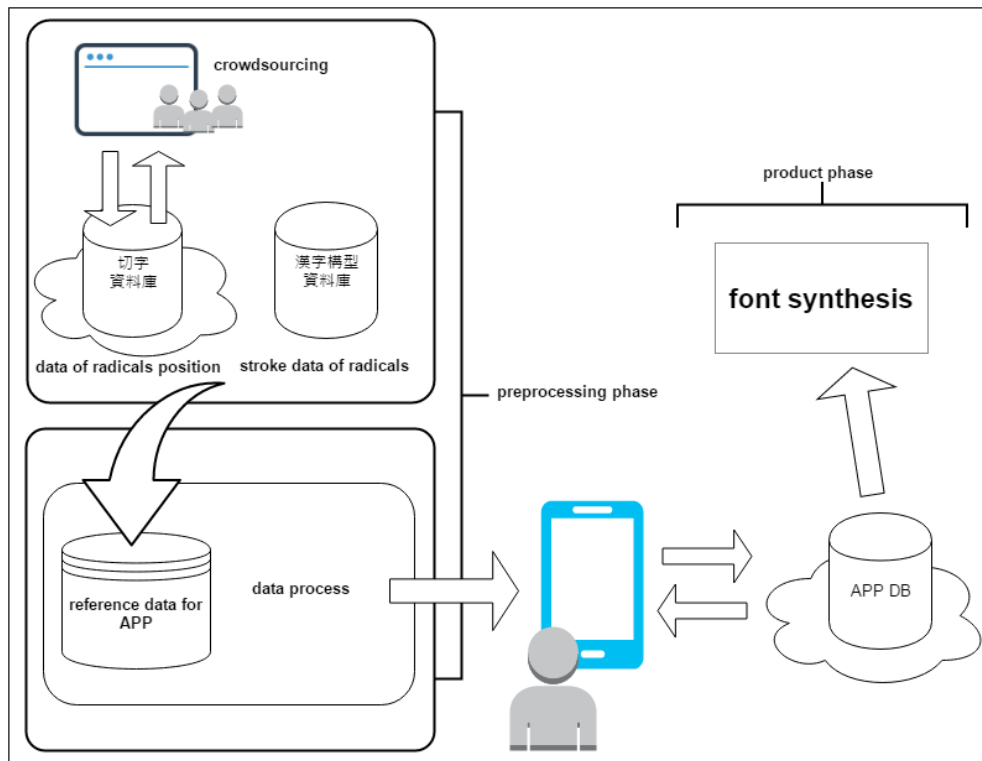 crowdsourcing
切字
資料庫
漢字構型
資料庫
data of radicals position
stroke data of radicals
preprocessing phase
reference data for
APP
data process
product phase
font synthesis
APP DB